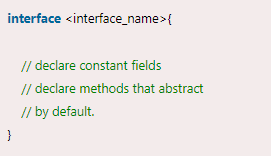 interface <interface_name>{
// declare constant fields
// declare methods that abstract
// by default.
}